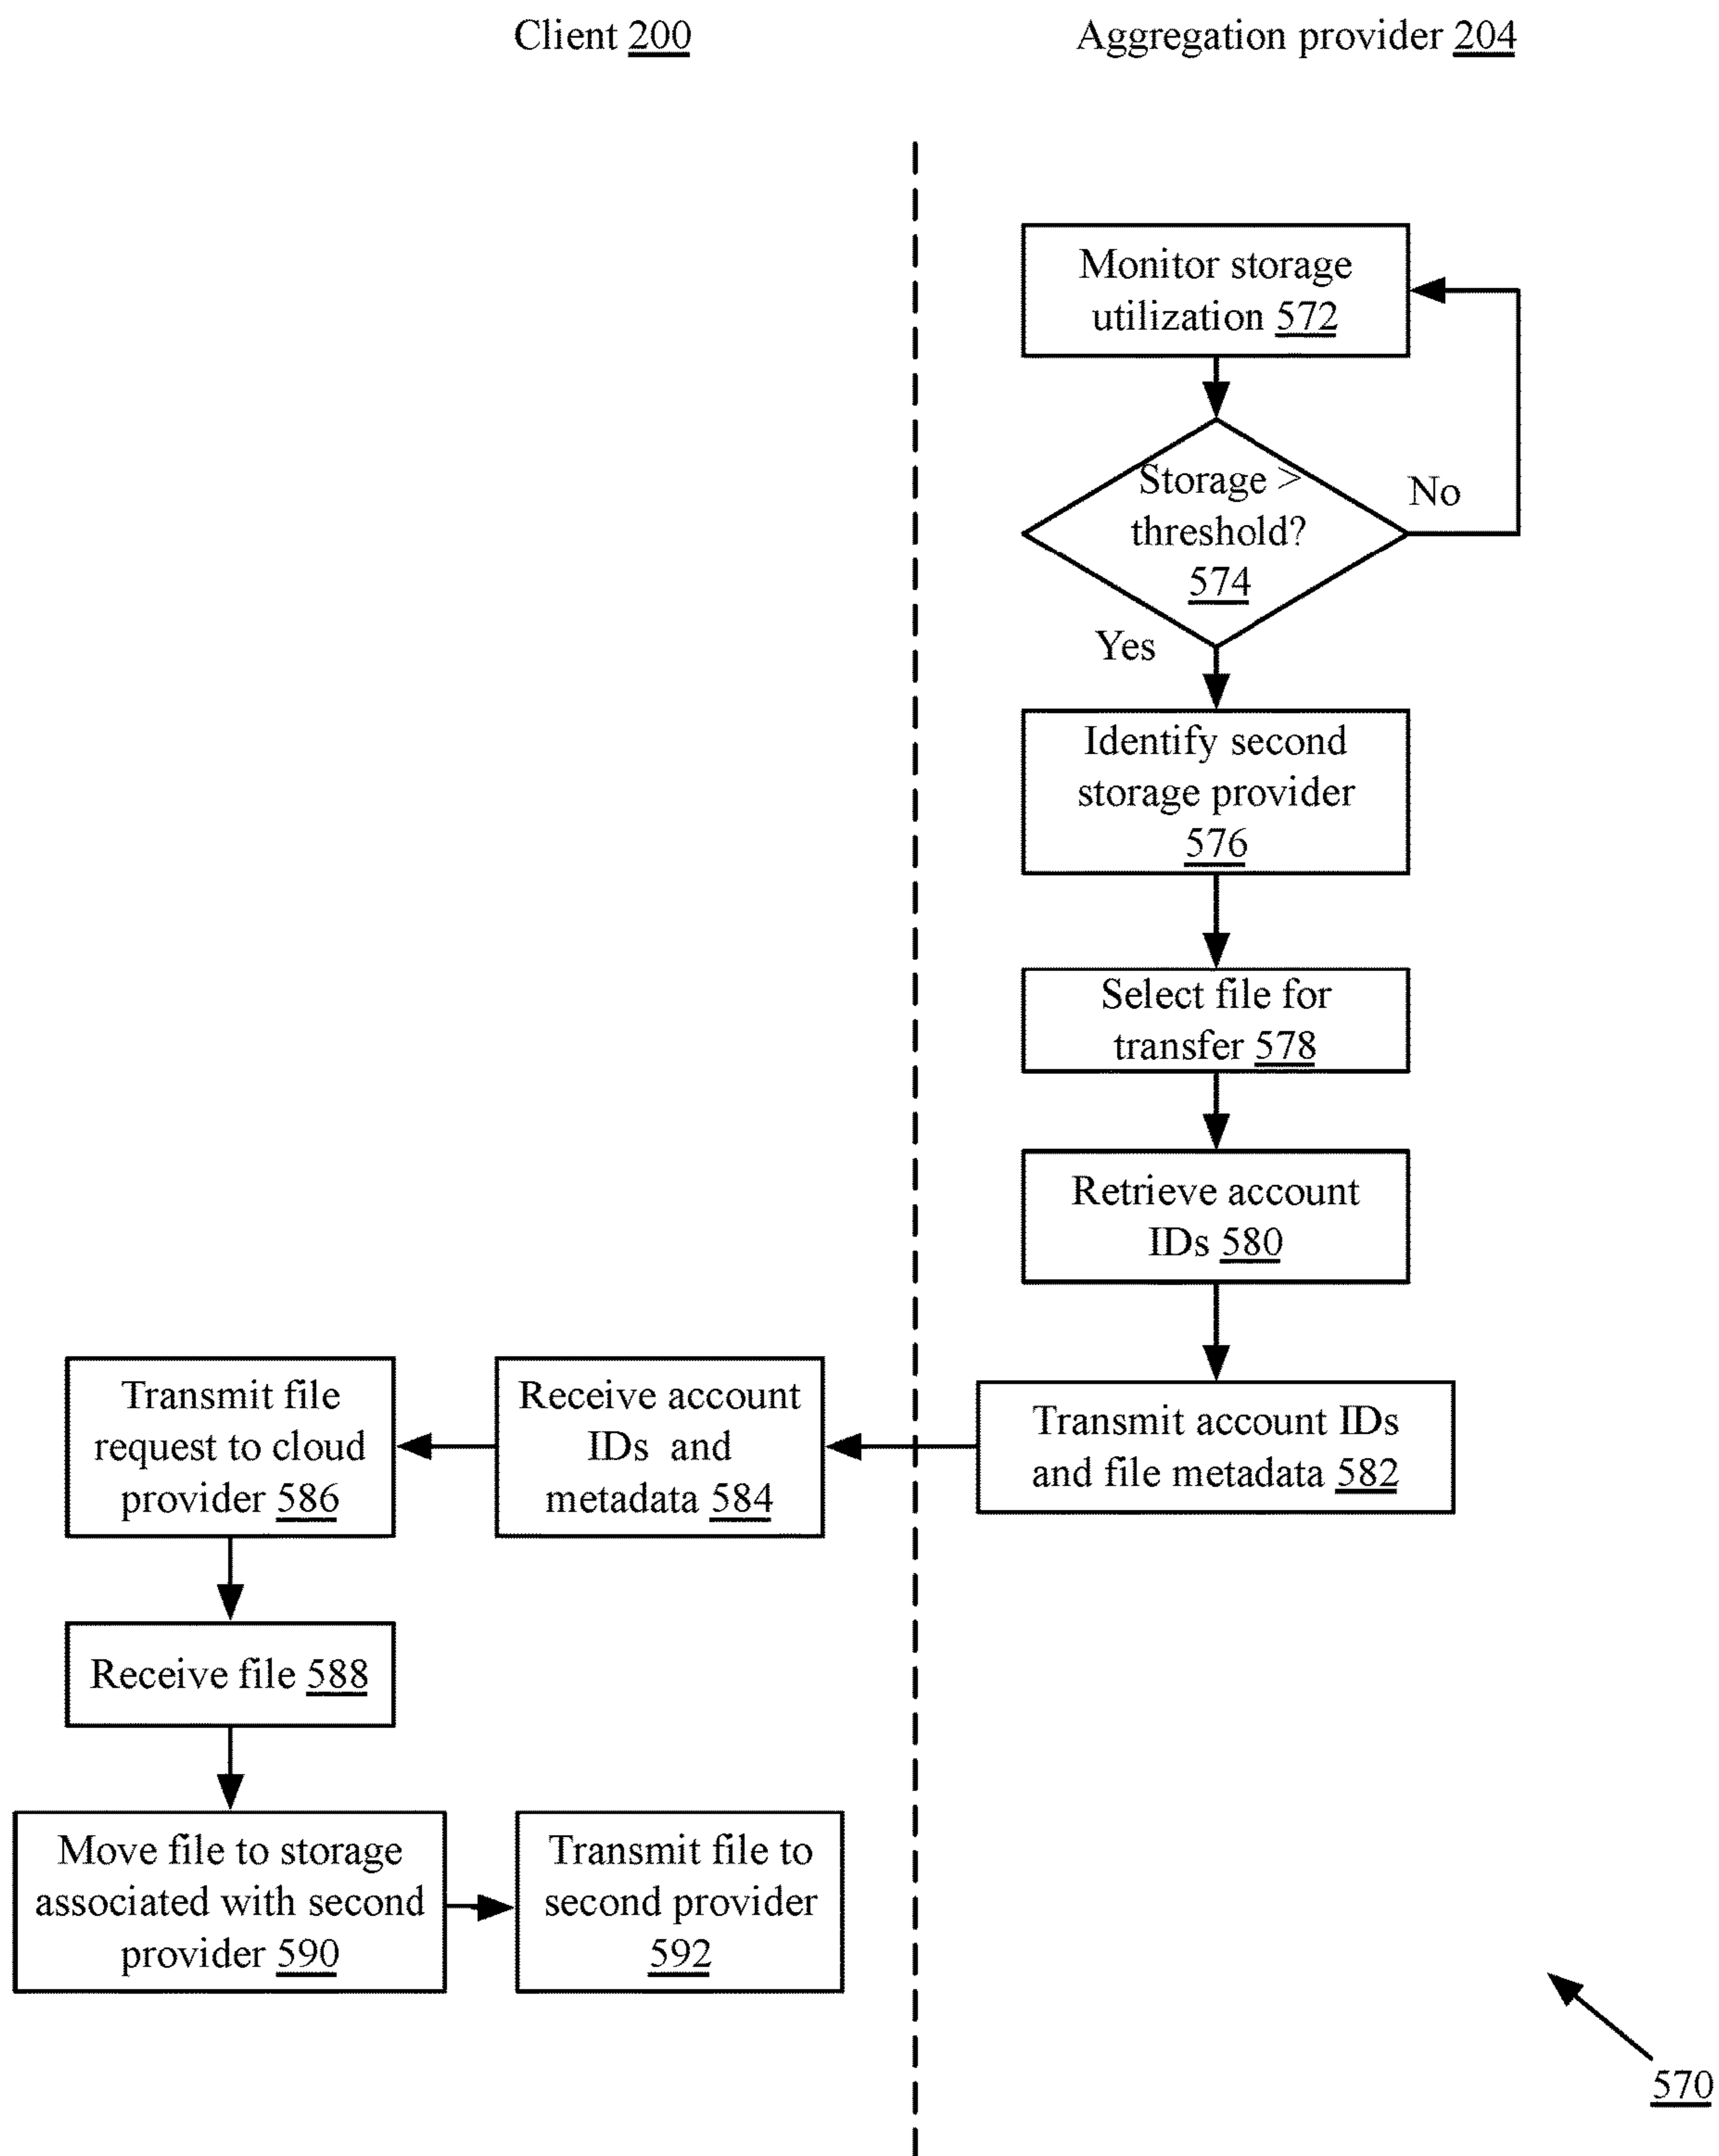 Client 200
Aggregation provider 204
Monitor storage
utilization 572
Storage >
threshold?
574
No
Yes
Identify second
storage provider
576
Select file for
transfer 578
Retrieve account
IDs 580
Transmit account IDs
and file metadata 582
Receive account
IDs and
metadata 584
Transmit file
request to cloud
provider 586
Receive file 588
Move file to storage
associated with second
provider 590
Transmit file to
second provider
592
570